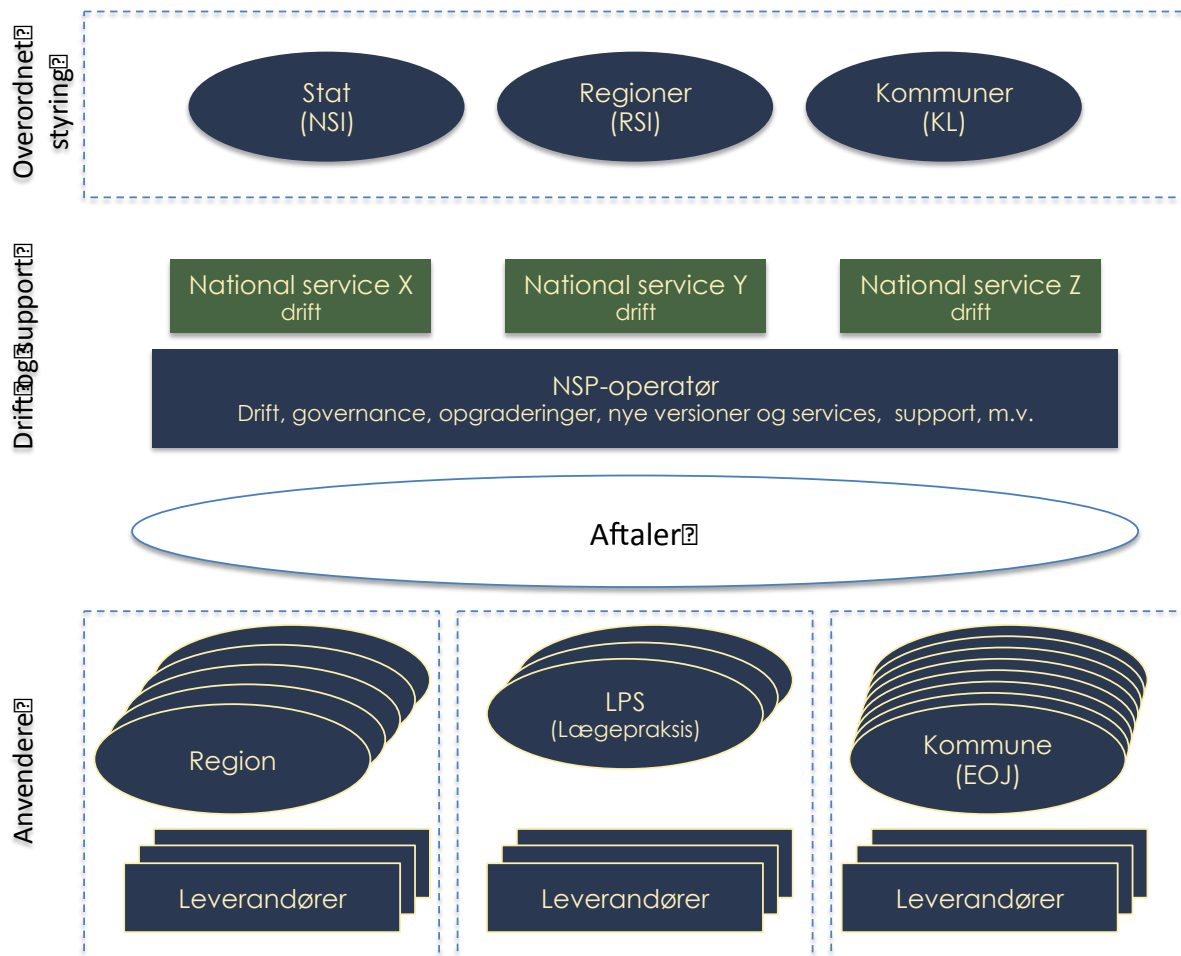 Overordnet
styring
Stat
(NSI)
Regioner
(RSI)
Kommuner
(KL)
Drift og support
National service X
drift
National service Y
drift
National service Z
drift
NSP-operatør
Drift, governance, opgraderinger, nye versioner og services, support, m.v.
Aftaler
Anvendere
Region
LPS
(Lægepraksis)
Kommune
(EOJ)
Leverandører
Leverandører
Leverandører